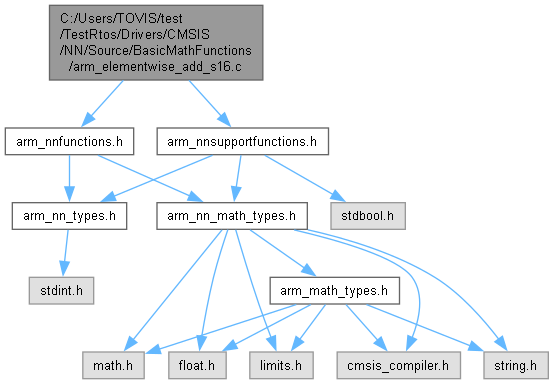 C:/Users/TOVIS/test
/TestRtos/Drivers/CMSIS
/NN/Source/BasicMathFunctions
/arm_elementwise_add_s16.c
arm_nnfunctions.h
arm_nnsupportfunctions.h
arm_nn_types.h
arm_nn_math_types.h
stdbool.h
stdint.h
arm_math_types.h
math.h
float.h
limits.h
cmsis_compiler.h
string.h